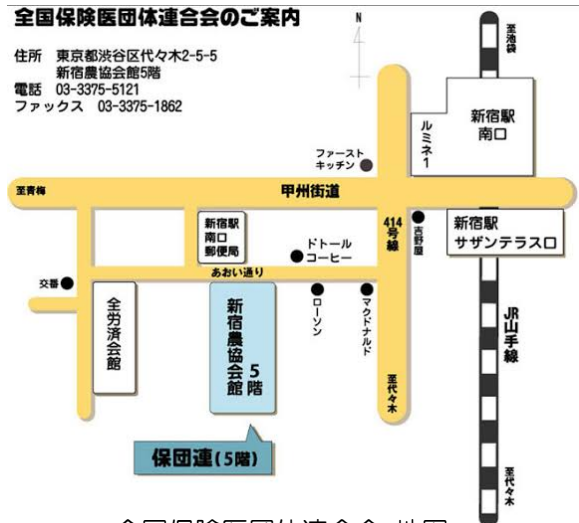 全国保険医団体連合会のご案内
住所 東京都渋谷区代々木2-5-5
新宿農協会館5階
電話 03-3375-5121
ファックス 03-3375-1862
N
至池袋
新宿駅
南口
ルミネ1
ファースト
キッチン
至青梅
甲州街道
新宿駅
南口
郵便局
ドトール
コーヒー
414
号線
吉野屋
新宿駅
サザンテラス口
あおい通り
交番
全労済会館
新宿農協会館
5階
ローソン
マクドナルド
JR山手線
至代々木
保団連(5階)
至代々木